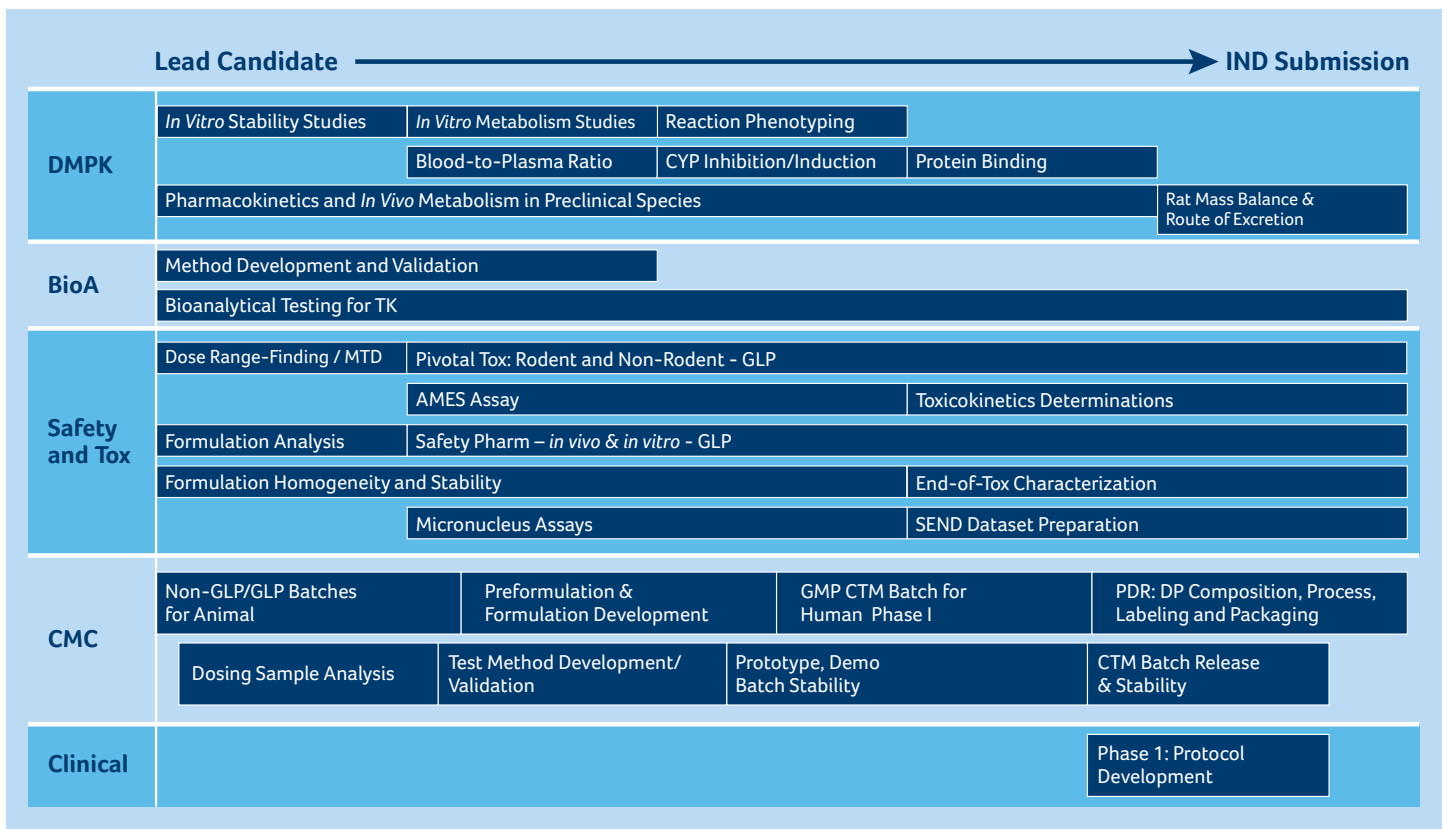 Lead Candidate
IND Submission
DMPK
In Vitro Stability Studies
In Vitro Metabolism Studies
Reaction Phenotyping
Blood-to-Plasma Ratio
CYP Inhibition/Induction
Protein Binding
Pharmacokinetics and In Vivo Metabolism in Preclinical Species
Rat Mass Balance &
Route of Excretion
BioA
Method Development and Validation
Bioanalytical Testing for TK
Safety
and Tox
Dose Range-Finding / MTD
Pivotal Tox: Rodent and Non-Rodent - GLP
AMES Assay
Toxicokinetics Determinations
Formulation Analysis
Safety Pharm – in vivo & in vitro - GLP
Formulation Homogeneity and Stability
End-of-Tox Characterization
Micronucleus Assays
SEND Dataset Preparation
CMC
Non-GLP/GLP Batches
for Animal
Preformulation &
Formulation Development
GMP CTM Batch for
Human Phase I
PDR: DP Composition, Process,
Labeling and Packaging
Dosing Sample Analysis
Test Method Development/
Validation
Prototype, Demo
Batch Stability
CTM Batch Release
& Stability
Clinical
Phase 1: Protocol
Development